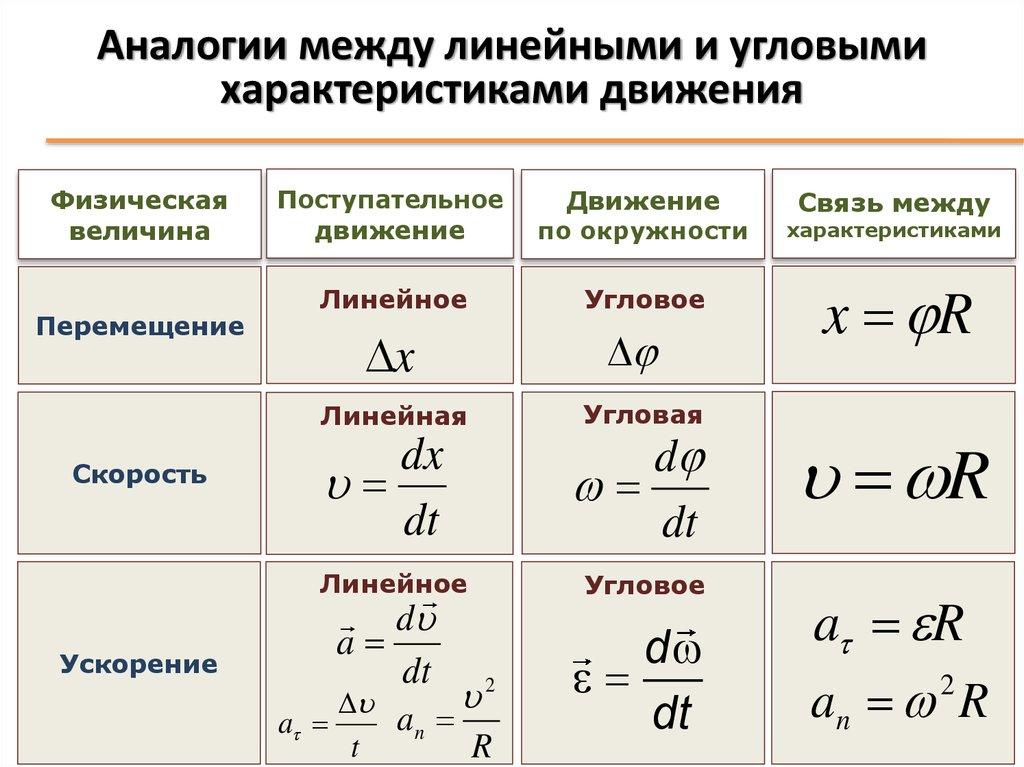 Аналогии между линейными и угловыми
характеристиками движения
Физическая
величина
Поступательное
движение
Движение
по окружности
Связь между
характеристиками
Перемещение
Линейное
Δx
Угловое
Δφ
x = φR
Скорость
Линейная
υ = dx/dt
Угловая
ω = dφ/dt
υ = ωR
Ускорение
Линейное
a⃗ = dυ⃗/dt
aτ = Δυ/t
aₙ = υ²/R
Угловое
ε⃗ = dω⃗/dt
aτ = εR
aₙ = ω²R